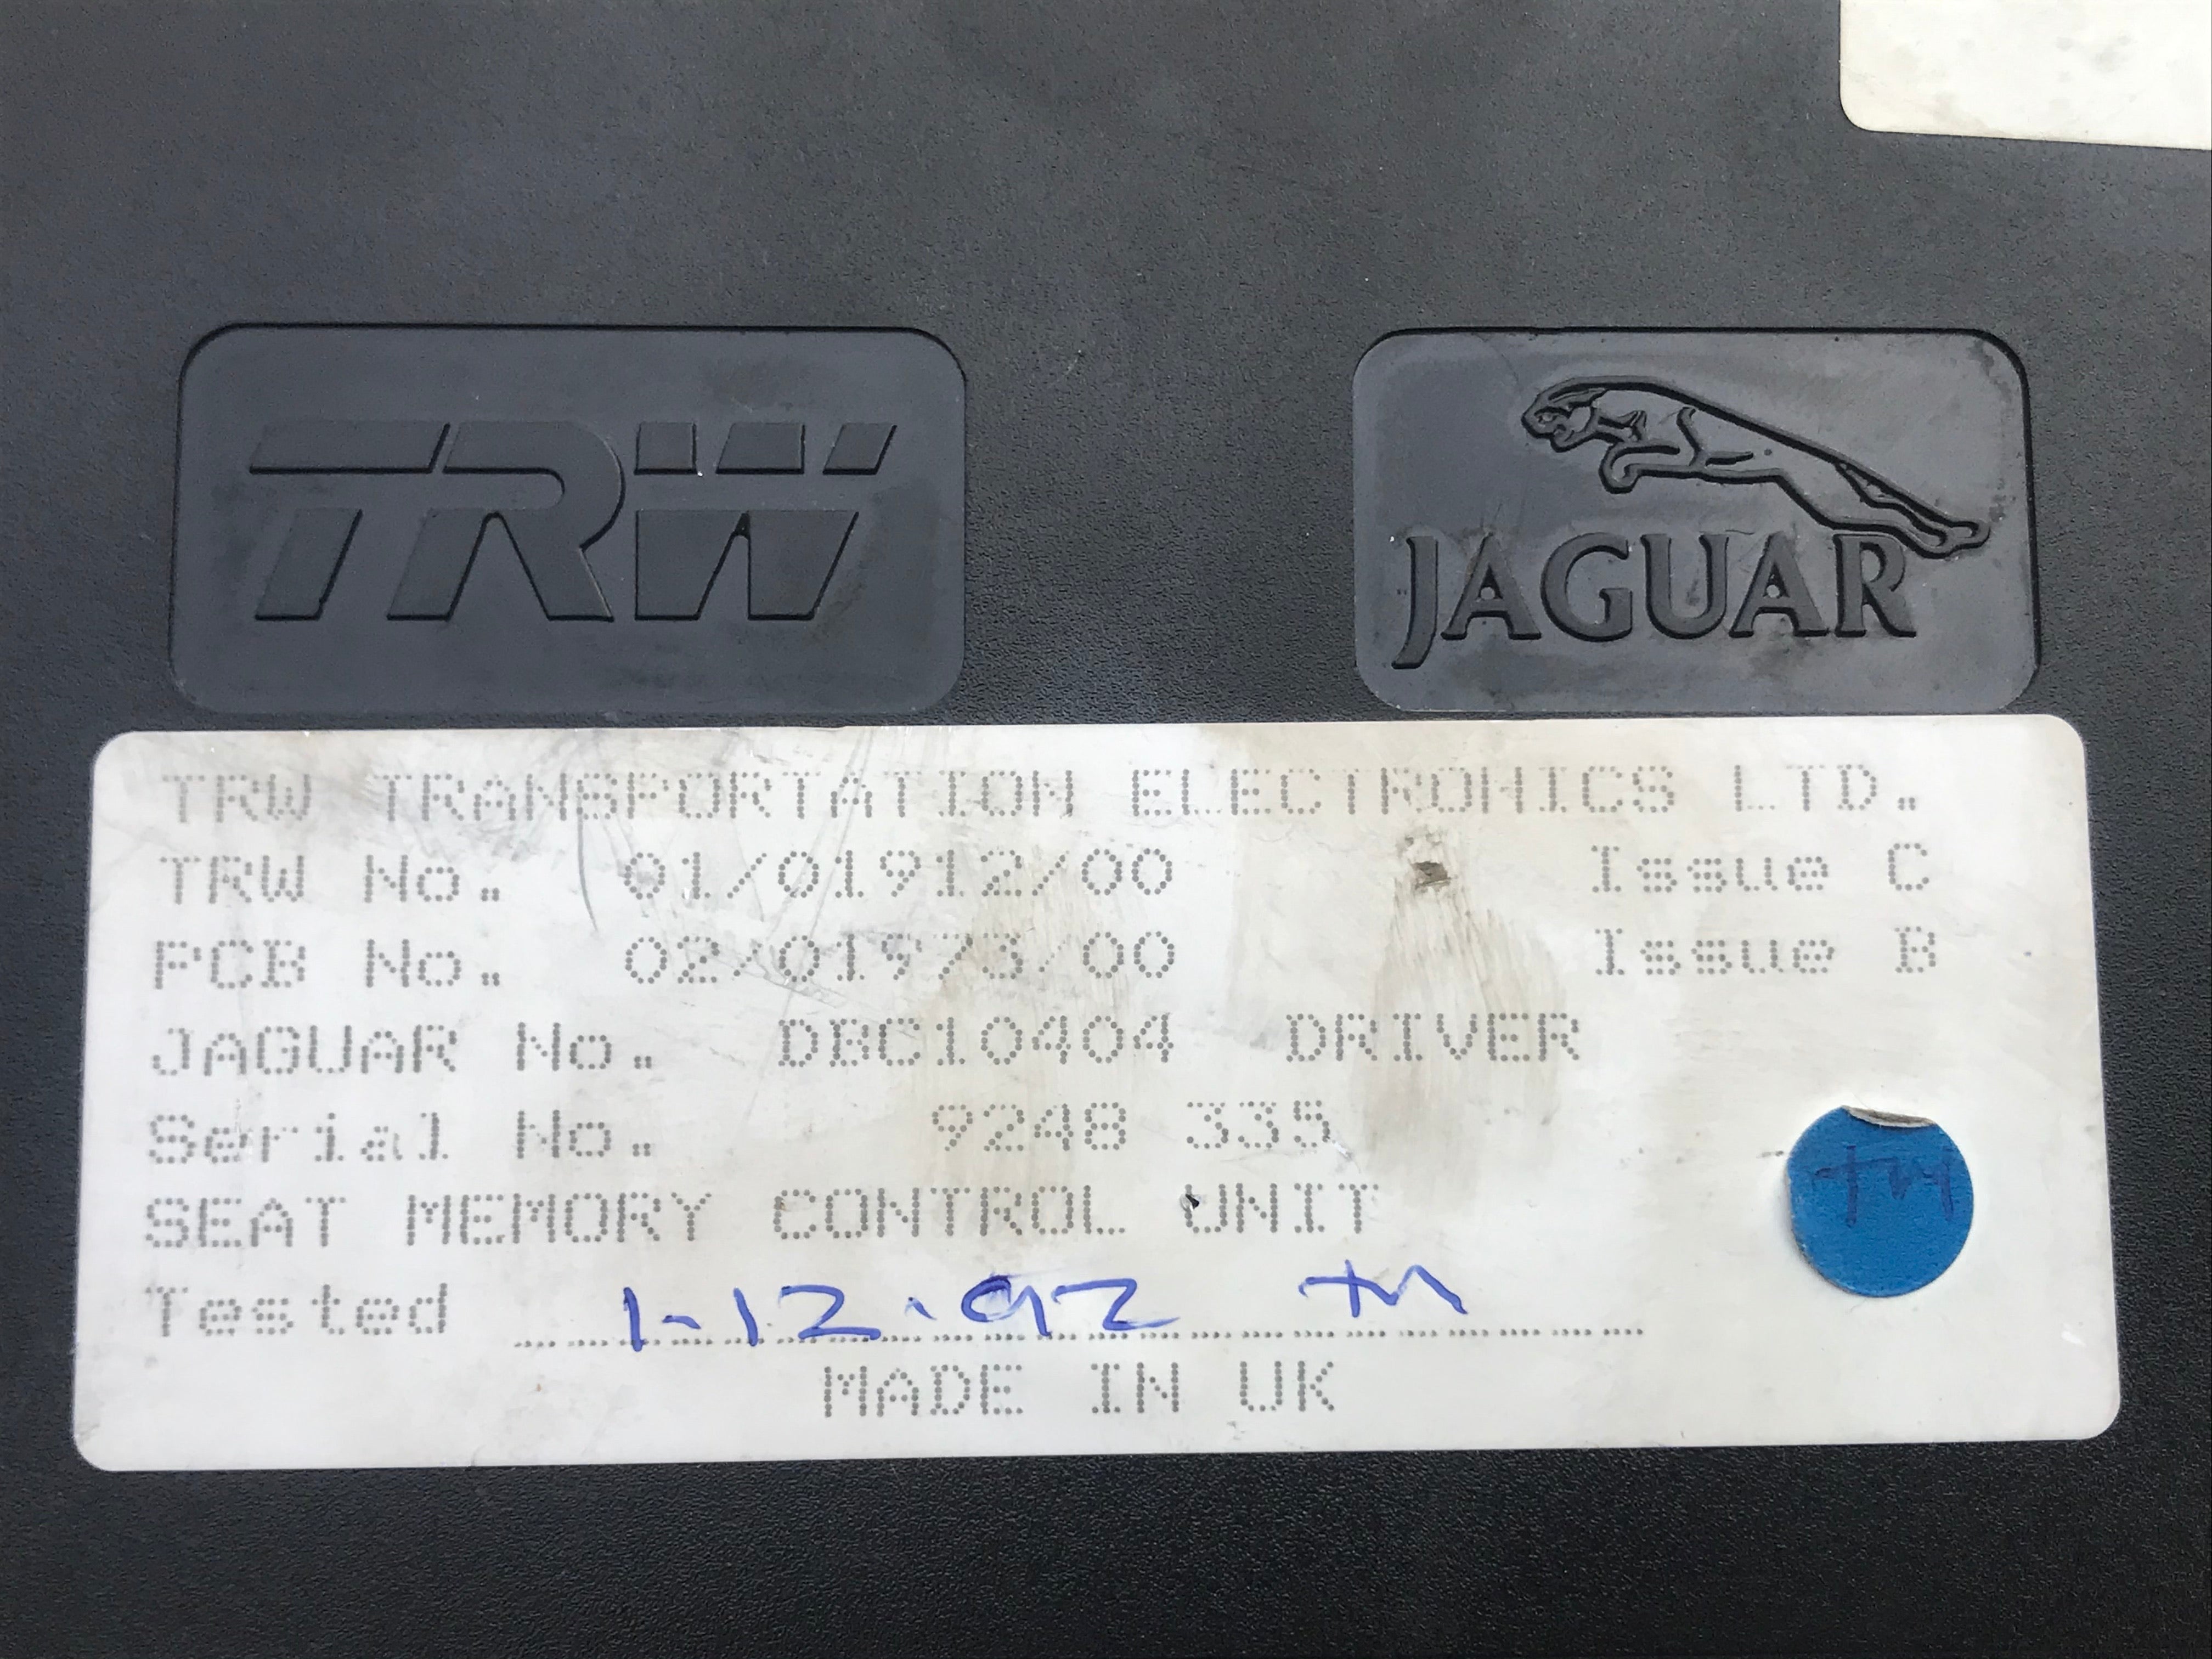 TRW
JAGUAR
TRW TRANSPORTATION ELECTRONICS LTD.
TRW No. 01/01912/00 Issue C
PCB No. 02/01973/00 Issue B
JAGUAR No. DBC10404 DRIVER
Serial No. 9248 335
SEAT MEMORY CONTROL UNIT
Tested 1-12.92
MADE IN UK